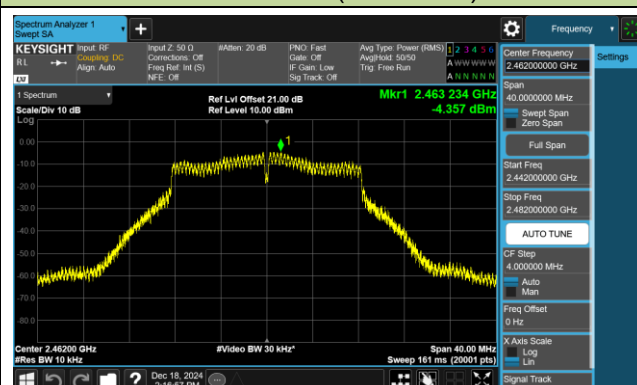 Spectrum Analyzer 1
Swept SA
Frequency
KEYSIGHT
RL
LXI
Input: RF
Coupling: DC
Align: Auto
Input Z: 50 Ω
Corrections: Off
Freq Ref: Int (S)
NFE: Off
#Atten: 20 dB
PNO: Fast
Gate: Off
IF Gain: Low
Sig Track: Off
Avg Type: Power (RMS)
Avg|Hold: 50/50
Trig: Free Run
1 2 3 4 5 6
A W W W W W
A N N N N N
1 Spectrum
Scale/Div 10 dB
Log
Ref Lvl Offset 21.00 dB
Ref Level 10.00 dBm
Mkr1 2.463 234 GHz
-4.357 dBm
1
0.00
-10.0
-20.0
-30.0
-40.0
-50.0
-60.0
-70.0
-80.0
Center 2.46200 GHz
#Res BW 10 kHz
#Video BW 30 kHz*
Span 40.00 MHz
Sweep 161 ms (20001 pts)
Dec 18, 2024
Center Frequency
2.462000000 GHz
Span
40.0000000 MHz
Swept Span
Zero Span
Full Span
Start Freq
2.442000000 GHz
Stop Freq
2.482000000 GHz
AUTO TUNE
CF Step
4.000000 MHz
Auto
Man
Freq Offset
0 Hz
X Axis Scale
Log
Lin
Signal Track
Settings